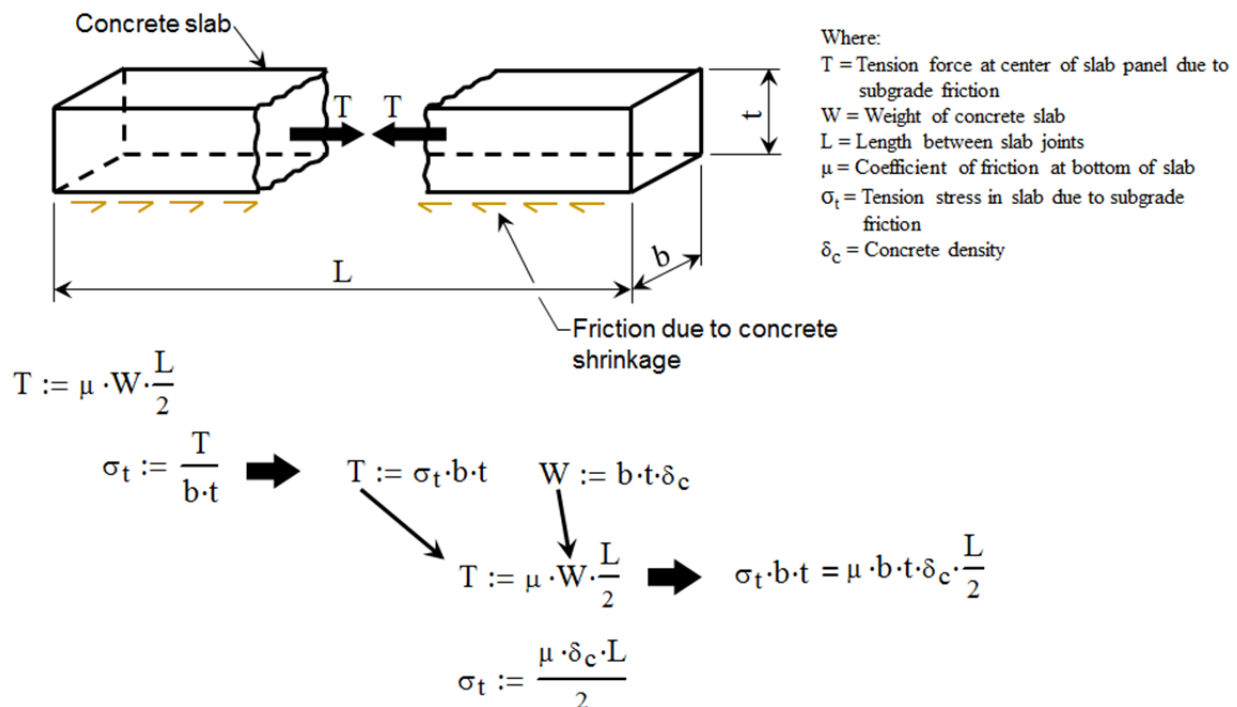 Concrete slab
Where:
T = Tension force at center of slab panel due to
subgrade friction
W = Weight of concrete slab
L = Length between slab joints
μ = Coefficient of friction at bottom of slab
σt = Tension stress in slab due to subgrade
friction
δc = Concrete density
T T
t
b
L
Friction due to concrete
shrinkage
T := μ ·W· L/2
σt := T/b·t
T := σt·b·t
W := b·t·δc
T := μ ·W· L/2
σt·b·t = μ ·b·t·δc· L/2
σt := μ ·δc·L/2